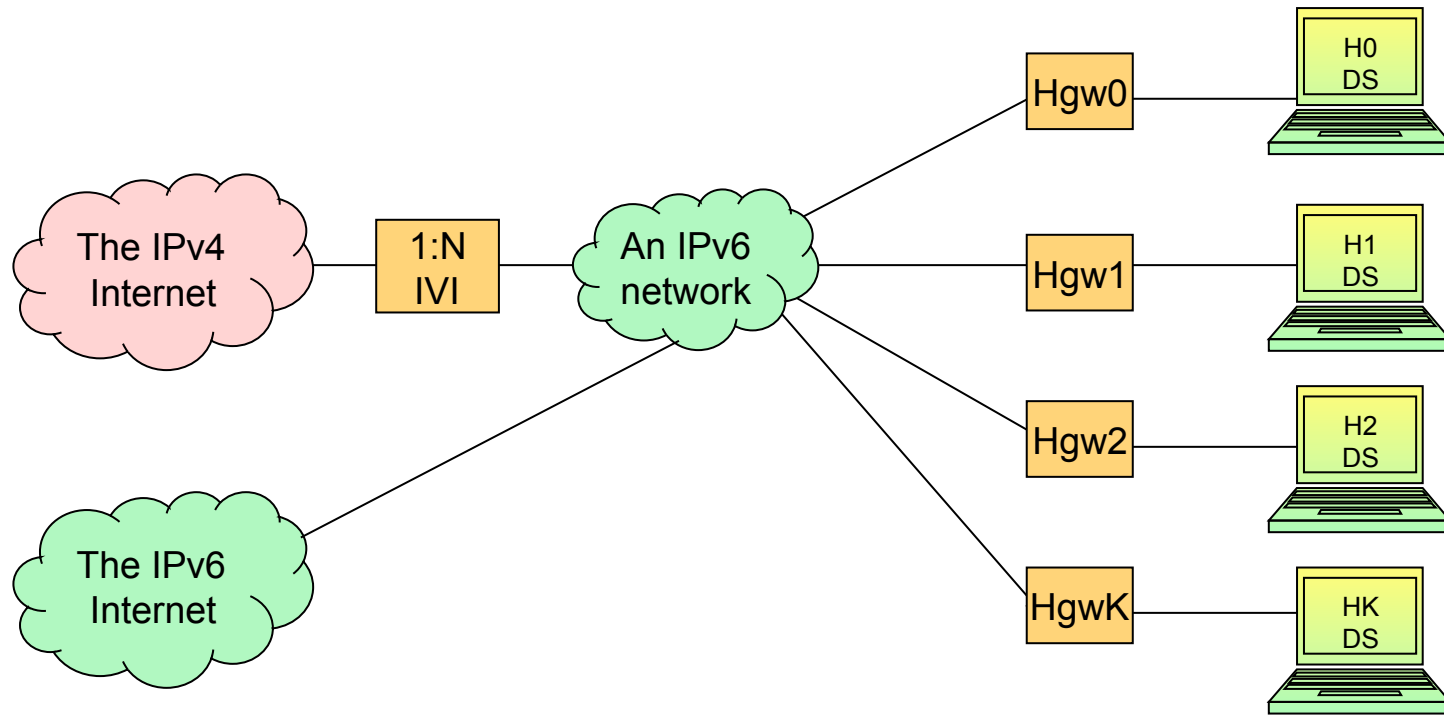 The IPv4
Internet
1:N
IVI
An IPv6
network
The IPv6
Internet
Hgw0
H0
DS
Hgw1
H1
DS
Hgw2
H2
DS
HgwK
HK
DS